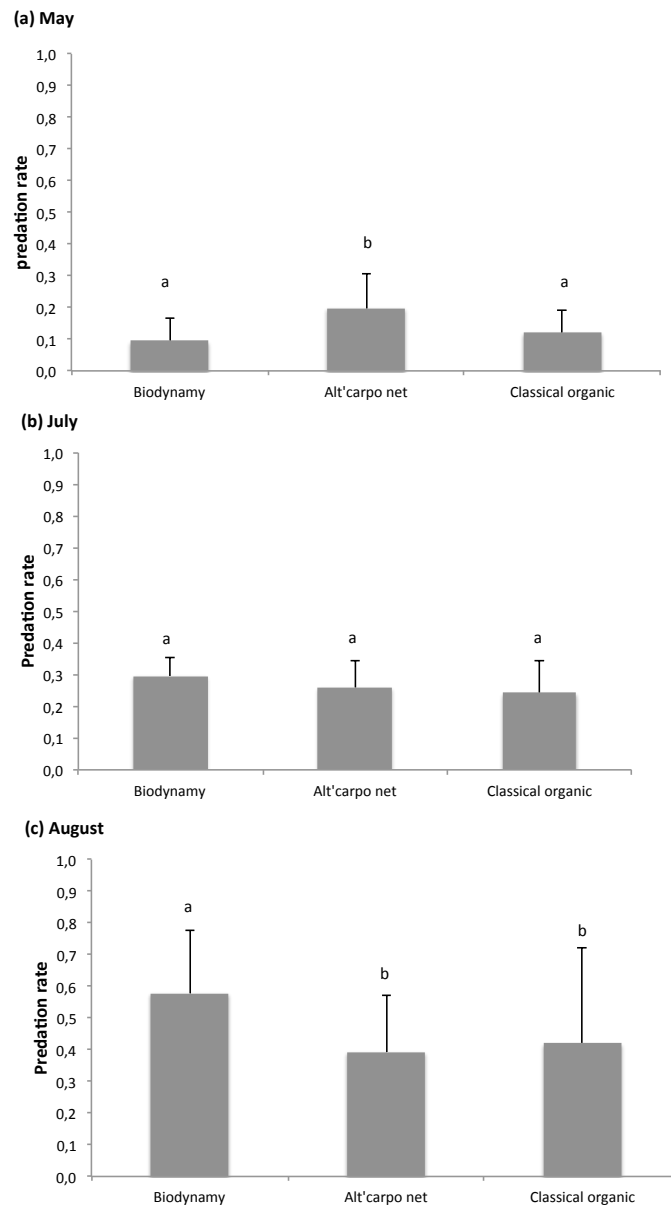 (a) May
predation rate
1,0
0,9
0,8
0,7
0,6
0,5
0,4
0,3
0,2
0,1
0,0
a
b
a
Biodynamy Alt'carpo net Classical organic
(b) July
Predation rate
1,0
0,9
0,8
0,7
0,6
0,5
0,4
0,3
0,2
0,1
0,0
a
a
a
Biodynamy Alt'carpo net Classical organic
(c) August
Predation rate
1,0
0,9
0,8
0,7
0,6
0,5
0,4
0,3
0,2
0,1
0,0
a
b
b
Biodynamy Alt'carpo net Classical organic